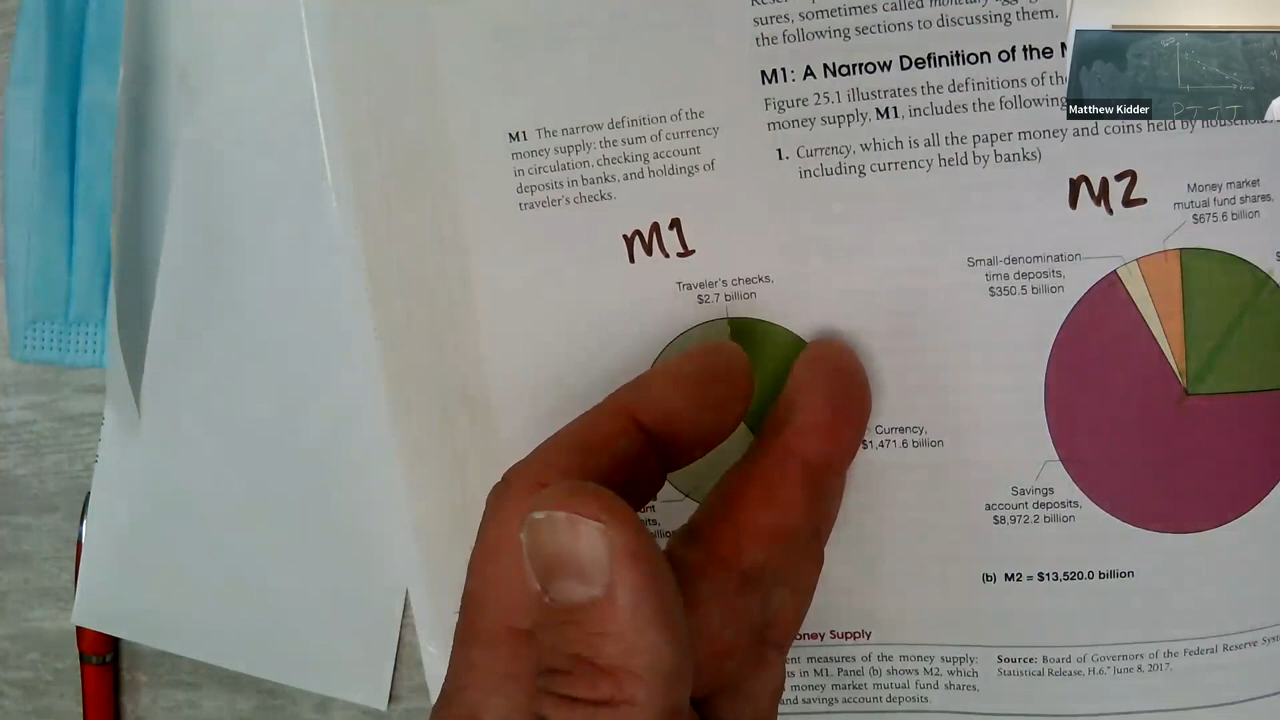 sures, sometimes called monetary
the following sections to discussing them.
M1: A Narrow Definition of the
Figure 25.1 illustrates the definitions of
money supply, M1, includes the following
1. Currency, which is all the paper money and coins held by
including currency held by banks)
M1 The narrow definition of the
money supply: the sum of currency
in circulation, checking account
deposits in banks, and holdings of
traveler's checks.
Matthew Kidder
M1
Traveler's checks,
$2.7 billion
Currency,
$1,471.6 billion
M2
Money market
mutual fund shares,
$675.6 billion
Small-denomination
time deposits,
$350.5 billion
Savings
account deposits,
$8,972.2 billion
(b) M2 = $13,520.0 billion
Money Supply
measures of the money supply:
in M1. Panel (b) shows M2, which
money market mutual fund shares,
and savings account deposits.
Source: Board of Governors of the Federal Reserve
Statistical Release, H.6," June 8, 2017.